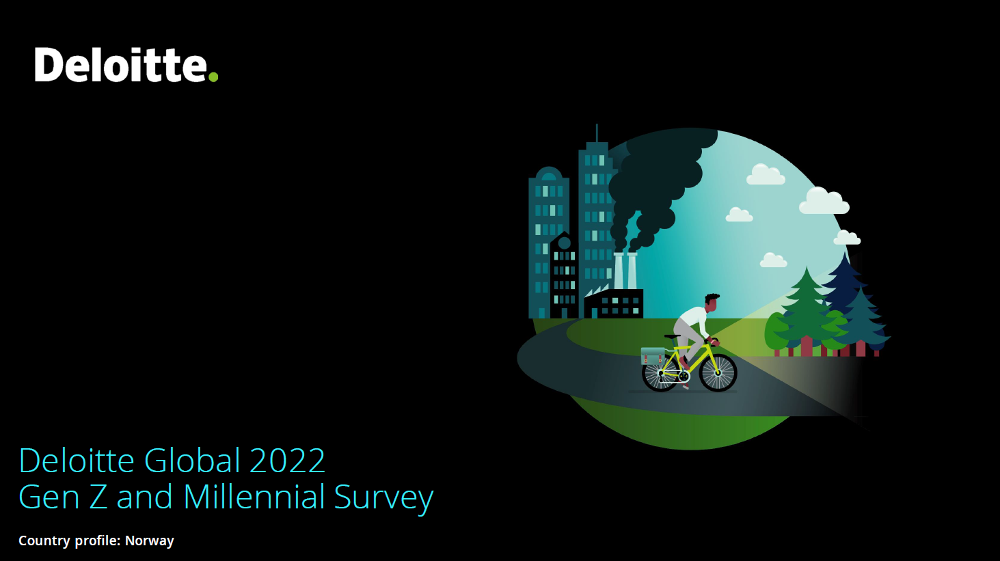 Deloitte.
Deloitte Global 2022
Gen Z and Millennial Survey
Country profile: Norway